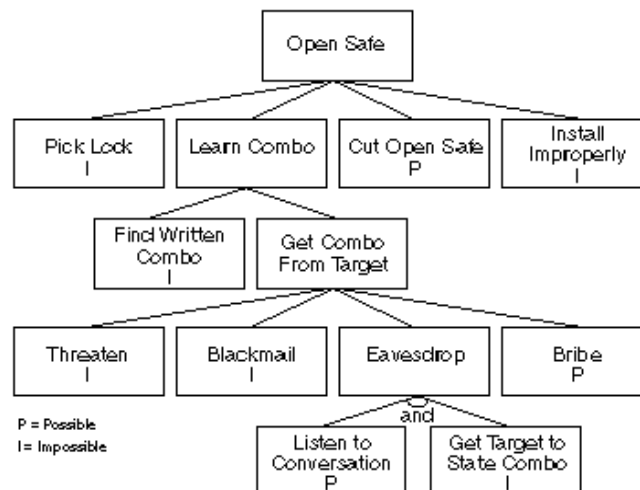 Open Safe
Pick Lock
I
Learn Combo
Cut Open Safe
P
Install
Improperly
I
Find Written
Combo
I
Get Combo
From Target
Threaten
I
Blackmail
I
Eavesdrop
Bribe
P
and
P = Possible
I = Impossible
Listen to
Conversation
P
Get Target to
State Combo
I